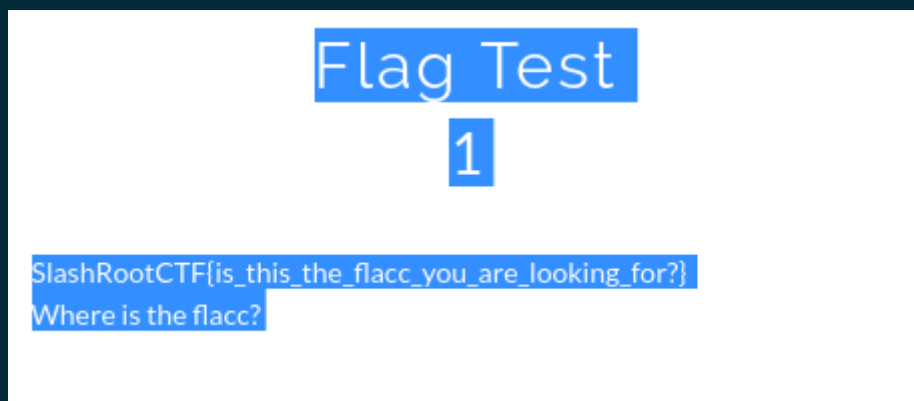 Flag Test
1
SlashRootCTF{is_this_the_flacc_you_are_looking_for?}
Where is the flacc?